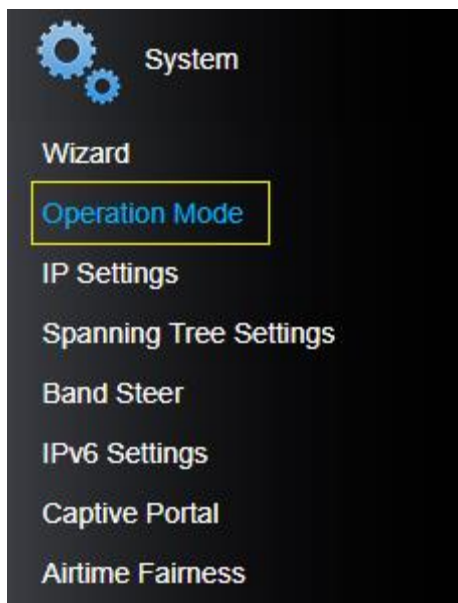 System
Wizard
Operation Mode
IP Settings
Spanning Tree Settings
Band Steer
IPv6 Settings
Captive Portal
Airtime Fairness